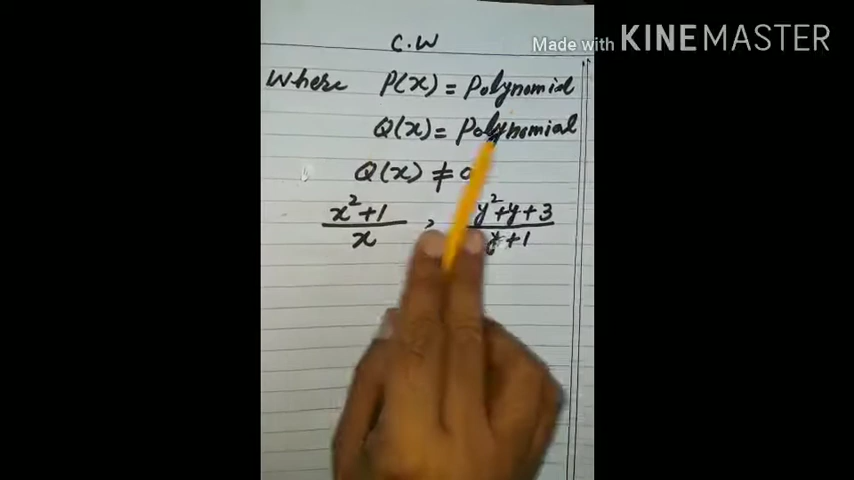 C.W
Made with KINEMASTER
Where P(x) = Polynomial
Q(x) = Polynomial
Q(x) ≠ 0
x²+1 / x , y²+y+3 / y+1